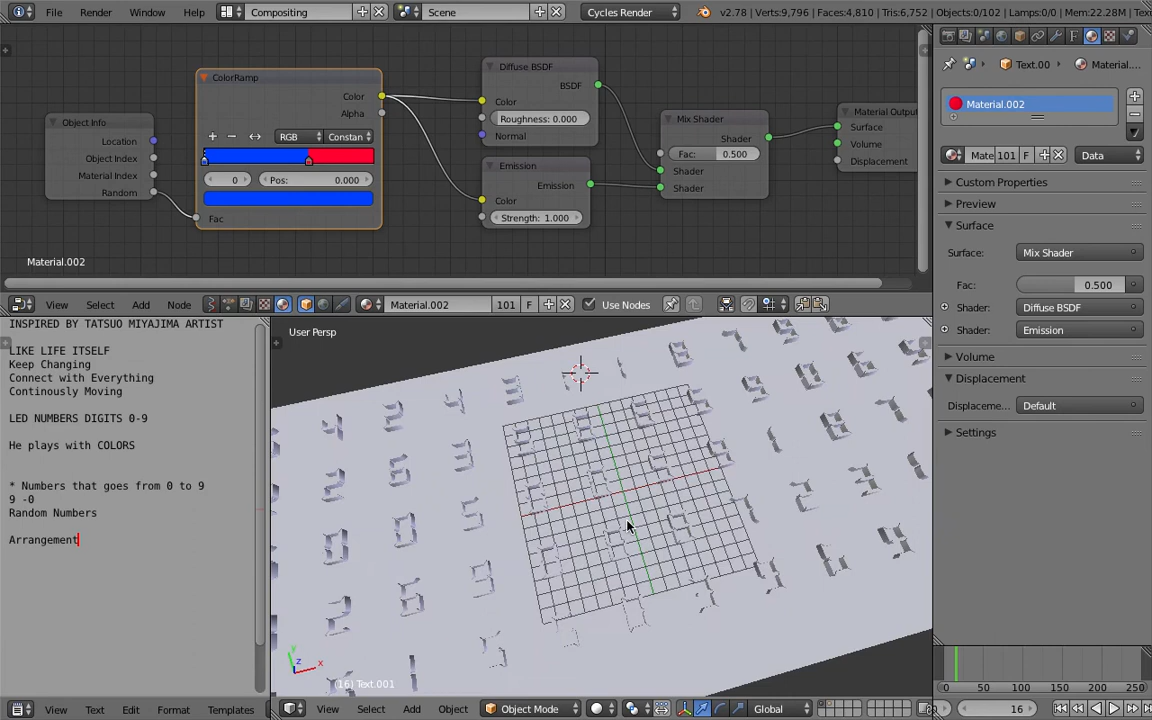 File Render Window Help Compositing Scene Cycles Render v2.78 | Verts:9,796 | Faces:4,810 | Tris:6,752 | Objects:0/102 | Lamps:0/0 | Mem:22.28M |
Object Info
Location
Object Index
Material Index
Random
ColorRamp
Color
Alpha
RGB Constan
0 Pos: 0.000
Fac
Diffuse BSDF
BSDF
Color
Roughness: 0.000
Normal
Emission
Emission
Color
Strength: 1.000
Mix Shader
Shader
Fac: 0.500
Shader
Shader
Material Output
Surface
Volume
Displacement
Material.002
View Select Add Node Material.002 101 F Use Nodes
Text.00 Material....
Material.002
Mate 101 F Data
Custom Properties
Preview
Surface
Surface: Mix Shader
Fac: 0.500
Shader: Diffuse BSDF
Shader: Emission
Volume
Displacement
Displaceme... Default
Settings
INSPIRED BY TATSUO MIYAJIMA ARTIST
LIKE LIFE ITSELF
Keep Changing
Connect with Everything
Continously Moving
LED NUMBERS DIGITS 0-9
He plays with COLORS
* Numbers that goes from 0 to 9
9 -0
Random Numbers
Arrangement
User Persp
(16) Text.001
View Text Edit Format Templates
View Select Add Object Object Mode Global
0 50 100 150 200 250
16